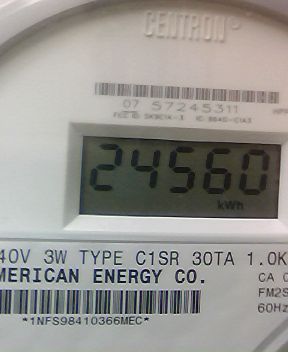 CENTRON®
07 57245311
24560
kWh
40V 3W TYPE C1SR 30TA 1.0K
MERICAN ENERGY CO.
CA
FM2S
60Hz
*1NFS98410366MEC*